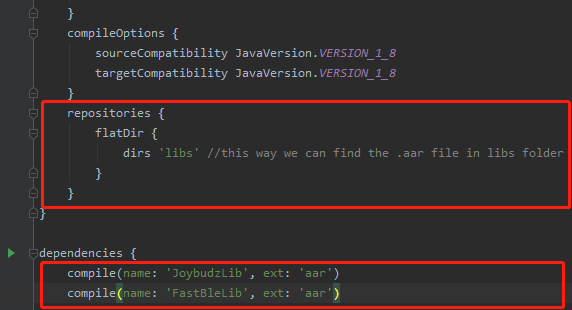 }
compileOptions {
sourceCompatibility JavaVersion.VERSION_1_8
targetCompatibility JavaVersion.VERSION_1_8
}
repositories {
flatDir {
dirs 'libs' //this way we can find the .aar file in libs folder
}
}
}
dependencies {
compile(name: 'JoybudzLib', ext: 'aar')
compile(name: 'FastBleLib', ext: 'aar')